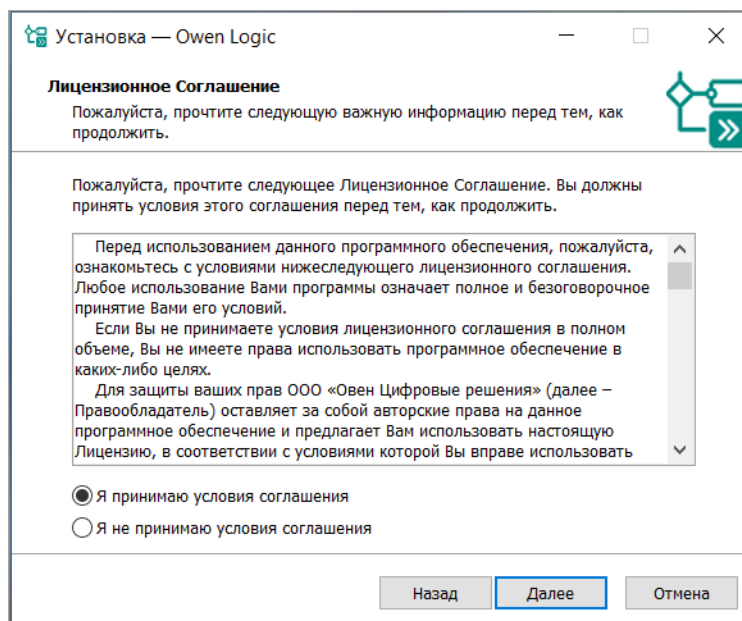 Установка — Owen Logic
Лицензионное Соглашение
Пожалуйста, прочтите следующую важную информацию перед тем, как
продолжить.
Пожалуйста, прочтите следующее Лицензионное Соглашение. Вы должны
принять условия этого соглашения перед тем, как продолжить.
Перед использованием данного программного обеспечения, пожалуйста,
ознакомьтесь с условиями нижеследующего лицензионного соглашения.
Любое использование Вами программы означает полное и безоговорочное
принятие Вами его условий.
Если Вы не принимаете условия лицензионного соглашения в полном
объеме, Вы не имеете права использовать программное обеспечение в
каких-либо целях.
Для защиты ваших прав ООО «Овен Цифровые решения» (далее –
Правообладатель) оставляет за собой авторские права на данное
программное обеспечение и предлагает Вам использовать настоящую
Лицензию, в соответствии с условиями которой Вы вправе использовать
Я принимаю условия соглашения
Я не принимаю условия соглашения
Назад Далее Отмена